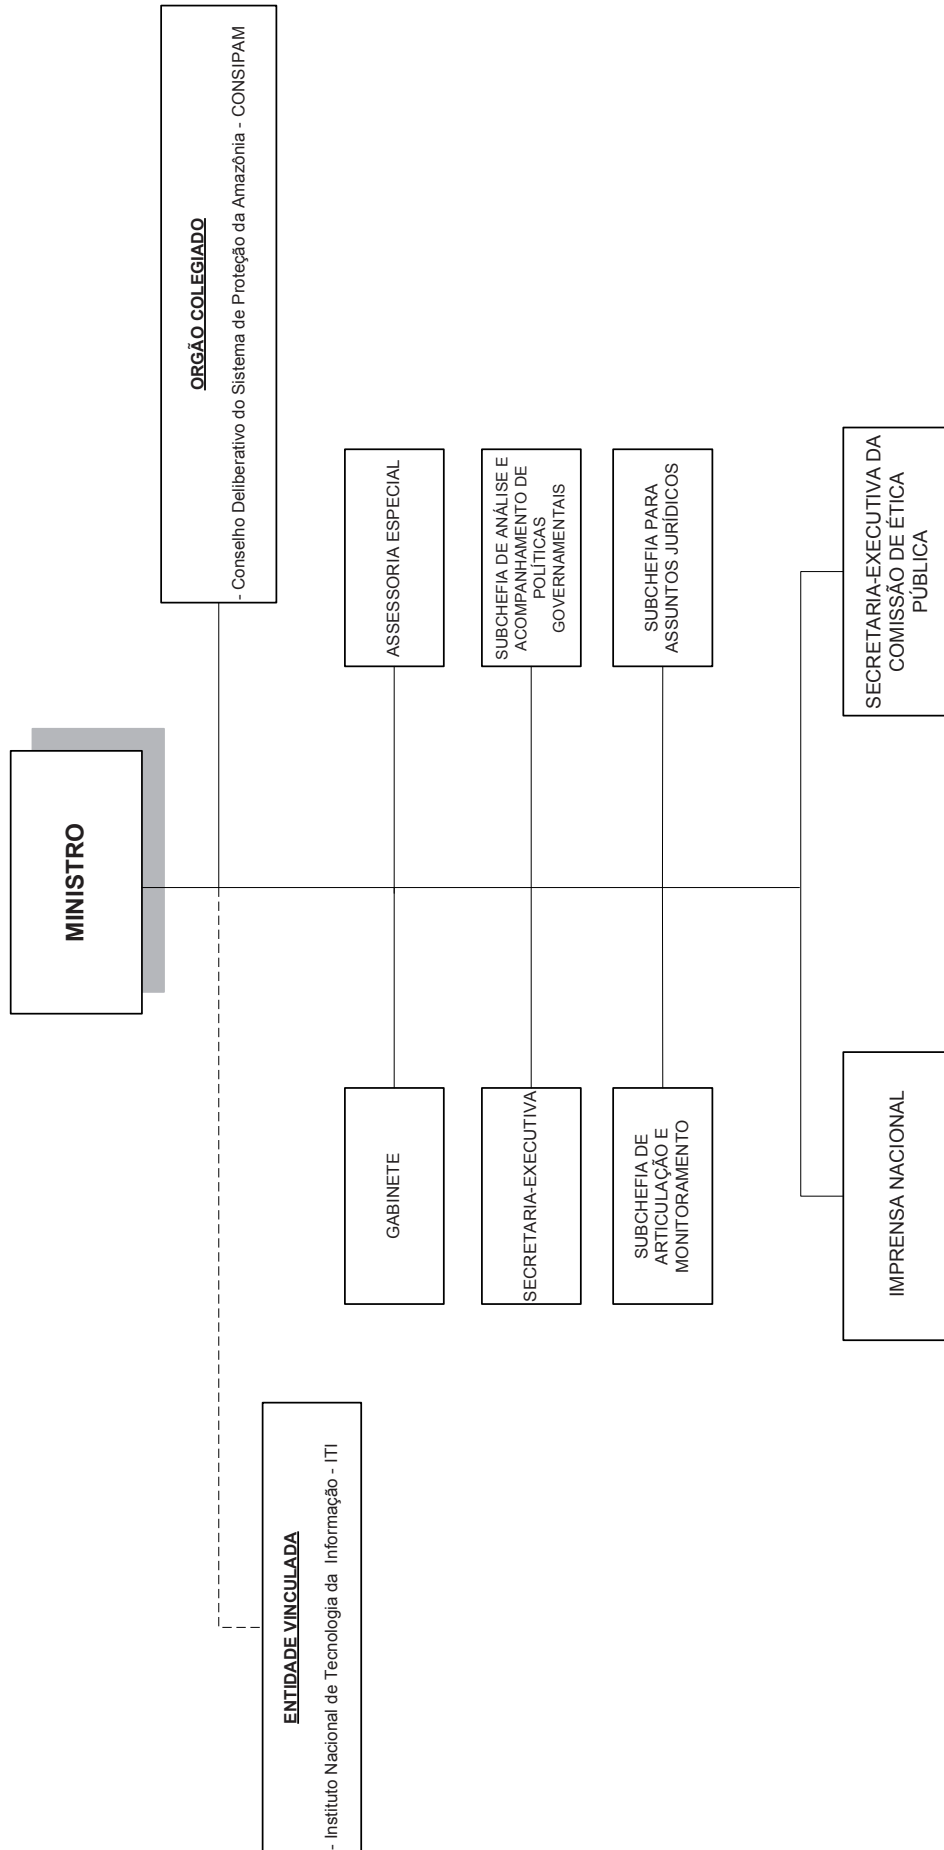 MINISTRO
ORGÃO COLEGIADO
- Conselho Deliberativo do Sistema de Proteção da Amazônia - CONSIPAM
ENTIDADE VINCULADA
- Instituto Nacional de Tecnologia da Informação - ITI
GABINETE
ASSESSORIA ESPECIAL
SECRETARIA-EXECUTIVA
SUBCHEFIA DE ANÁLISE E
ACOMPANHAMENTO DE
POLÍTICAS
GOVERNAMENTAIS
SUBCHEFIA DE
ARTICULAÇÃO E
MONITORAMENTO
SUBCHEFIA PARA
ASSUNTOS JURÍDICOS
IMPRENSA NACIONAL
SECRETARIA-EXECUTIVA DA
COMISSÃO DE ÉTICA
PÚBLICA